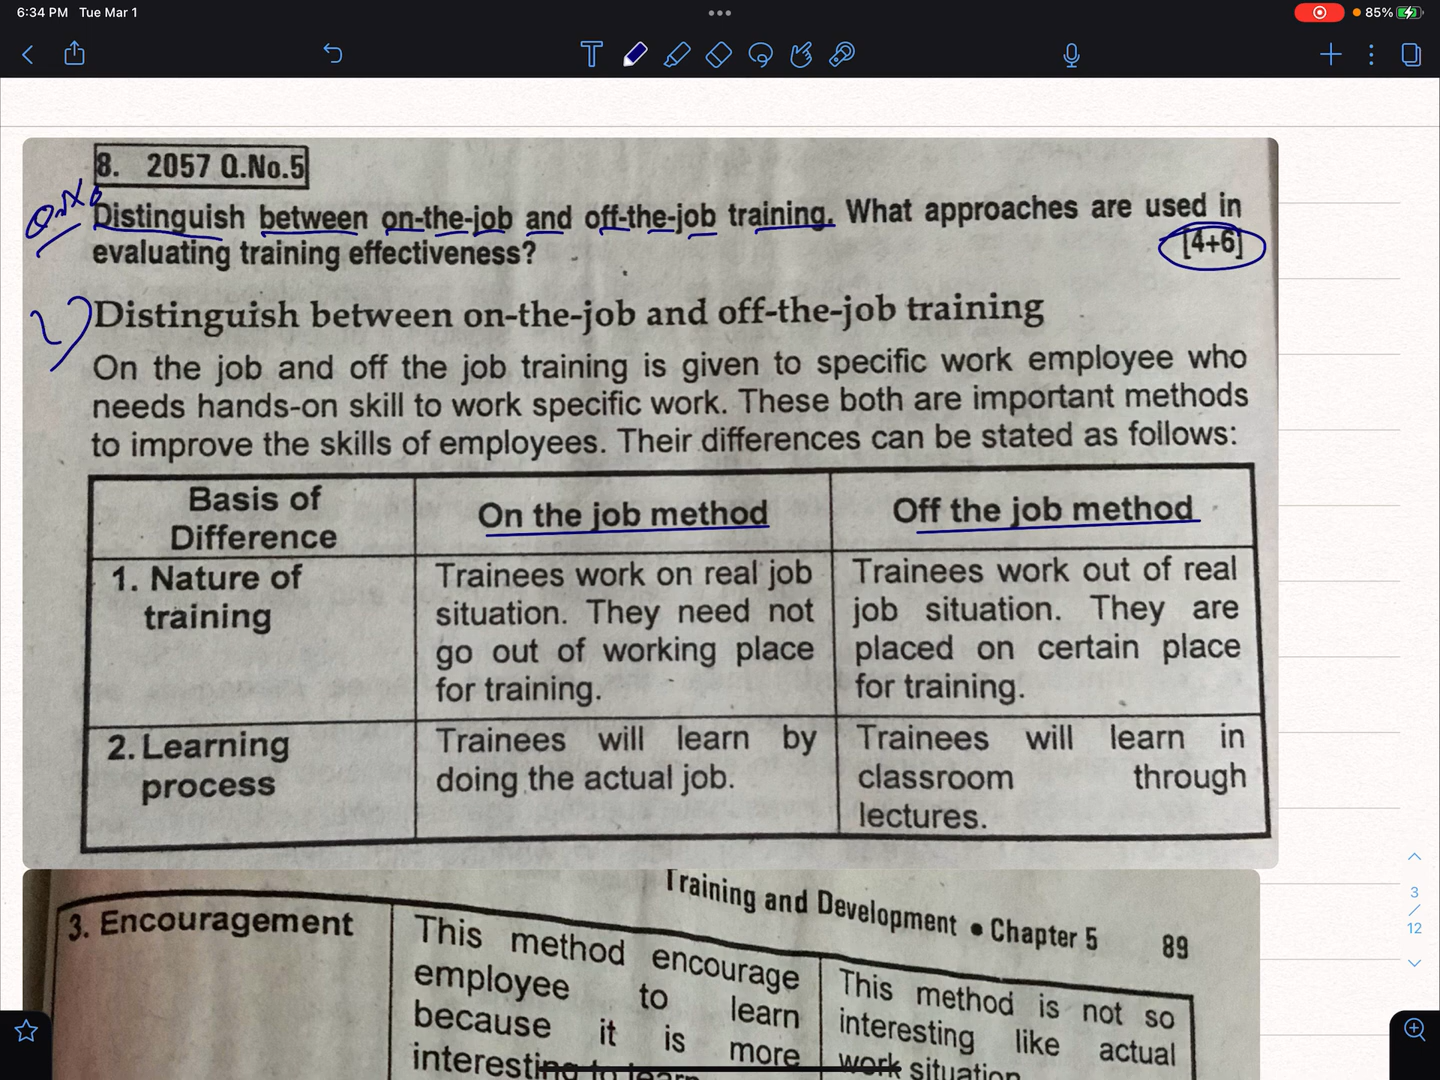 6:34 PM Tue Mar 1
85%
8. 2057 Q.No.5
Q.No
Distinguish between on-the-job and off-the-job training. What approaches are used in
evaluating training effectiveness? [4+6]
Distinguish between on-the-job and off-the-job training
On the job and off the job training is given to specific work employee who
needs hands-on skill to work specific work. These both are important methods
to improve the skills of employees. Their differences can be stated as follows:
Basis of
Difference
On the job method
Off the job method
1. Nature of
training
Trainees work on real job
situation. They need not
go out of working place
for training.
Trainees work out of real
job situation. They are
placed on certain place
for training.
2. Learning
process
Trainees will learn by
doing the actual job.
Trainees will learn in
classroom through
lectures.
Training and Development • Chapter 5 89
3. Encouragement
This method encourage
employee to learn
because it is more
interesting to learn
This method is not so
interesting like actual
work situation
3
/
12